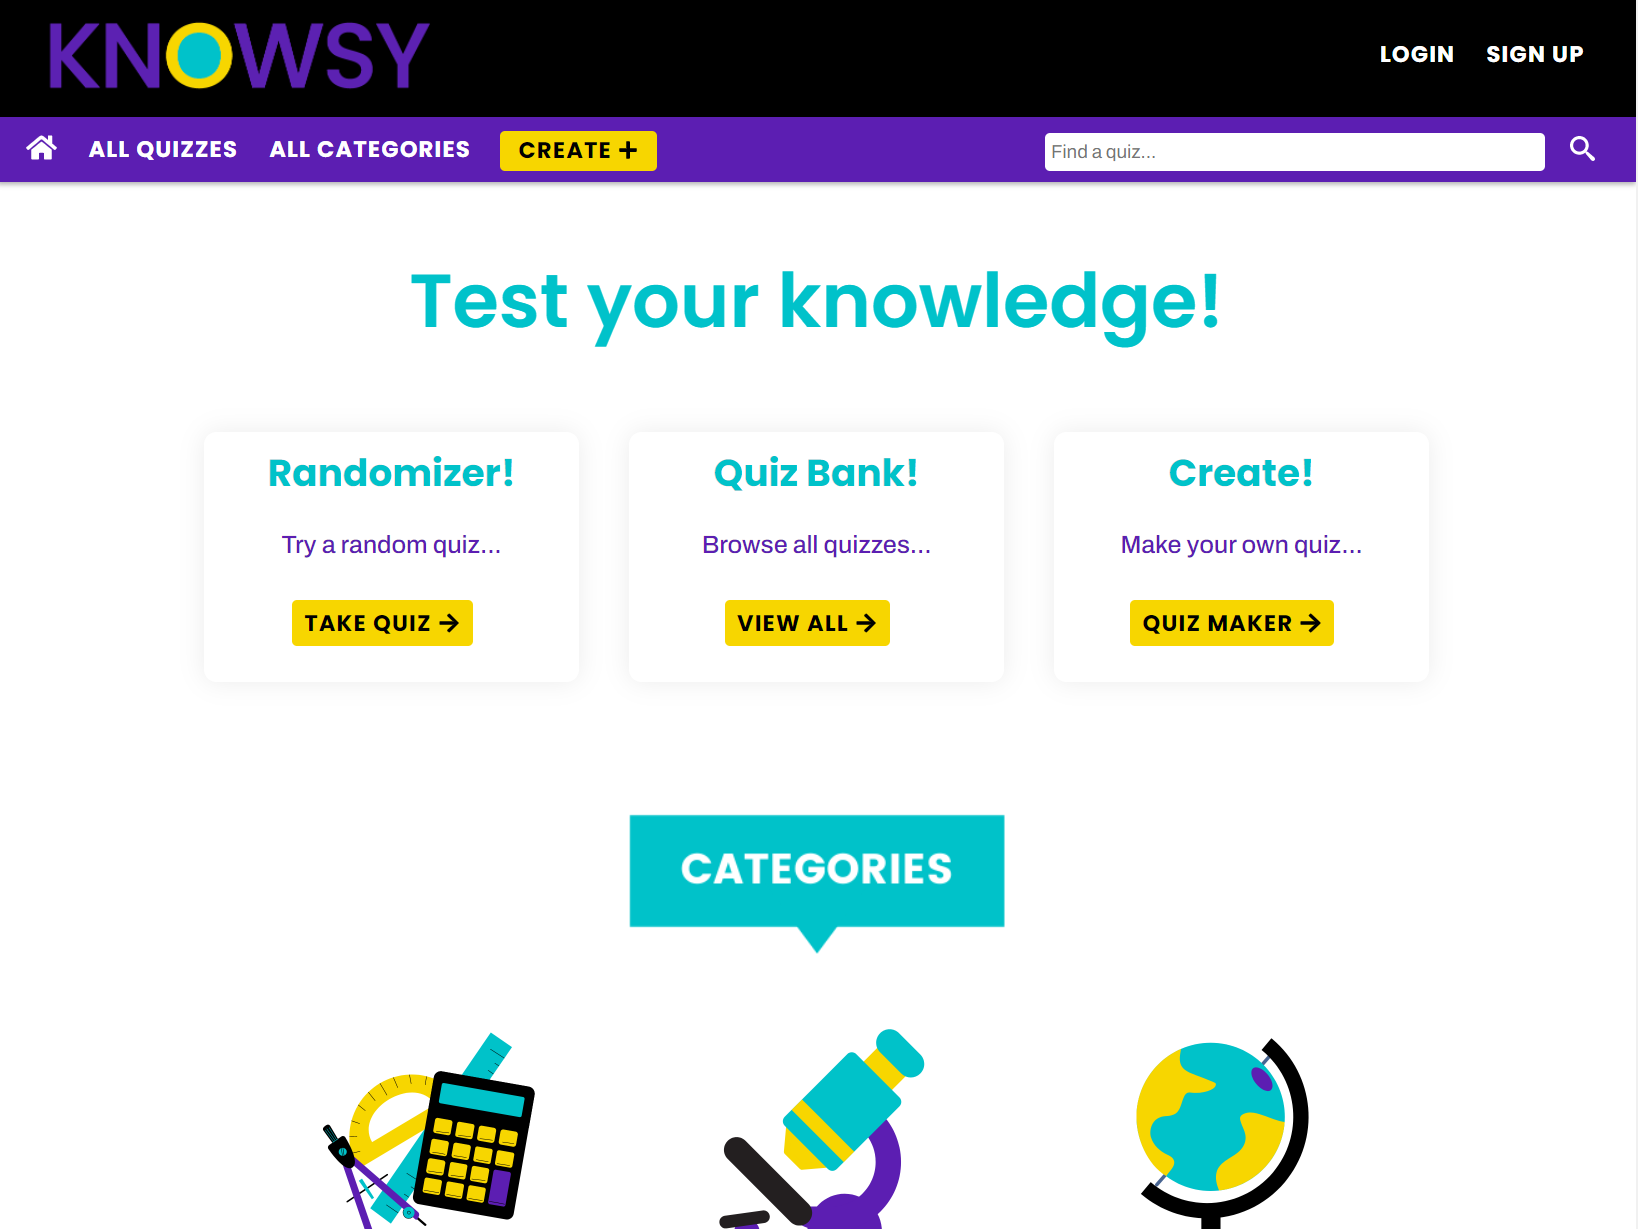 KNOWSY
LOGIN SIGN UP
ALL QUIZZES ALL CATEGORIES CREATE +
Find a quiz...
Test your knowledge!
Randomizer!
Try a random quiz...
TAKE QUIZ →
Quiz Bank!
Browse all quizzes...
VIEW ALL →
Create!
Make your own quiz...
QUIZ MAKER →
CATEGORIES